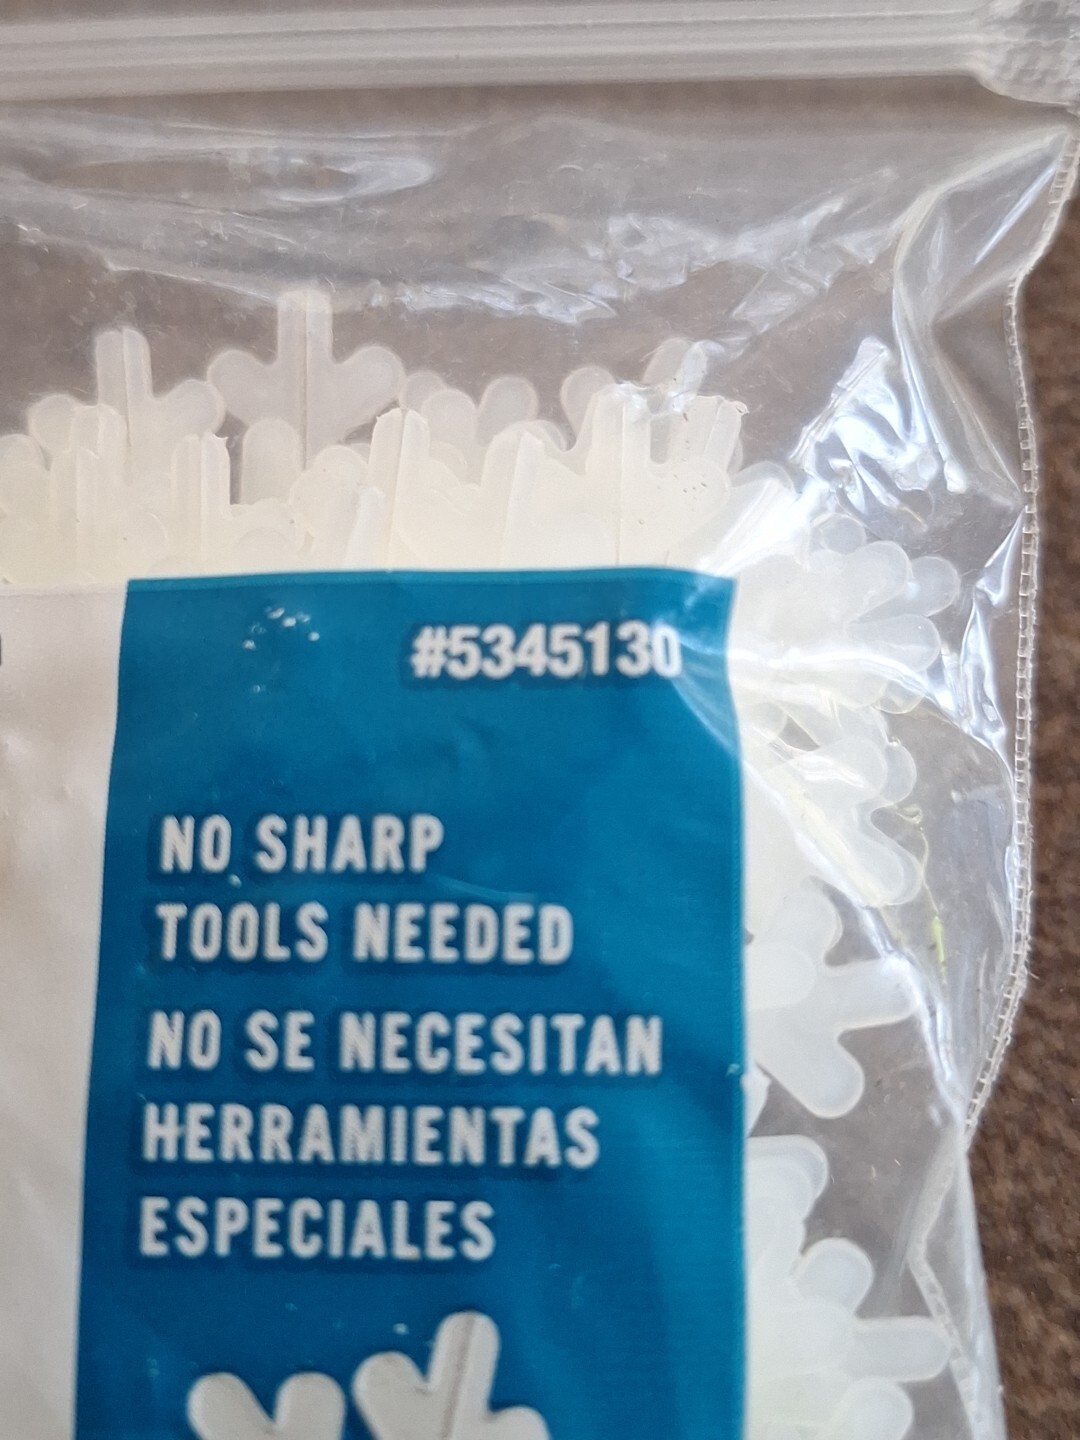 #5345130
NO SHARP
TOOLS NEEDED
NO SE NECESITAN
HERRAMIENTAS
ESPECIALES